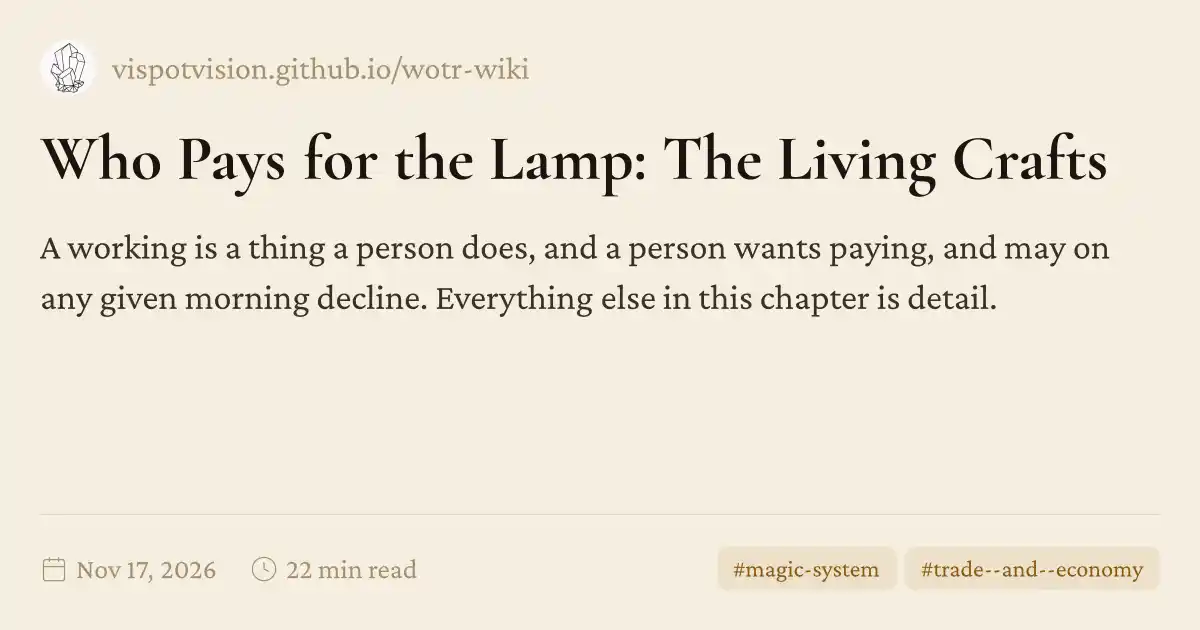 vispotvision.github.io/wotr-wiki
Who Pays for the Lamp: The Living Crafts
A working is a thing a person does, and a person wants paying, and may on
any given morning decline. Everything else in this chapter is detail.
Nov 17, 2026 22 min read #magic-system #trade--and--economy